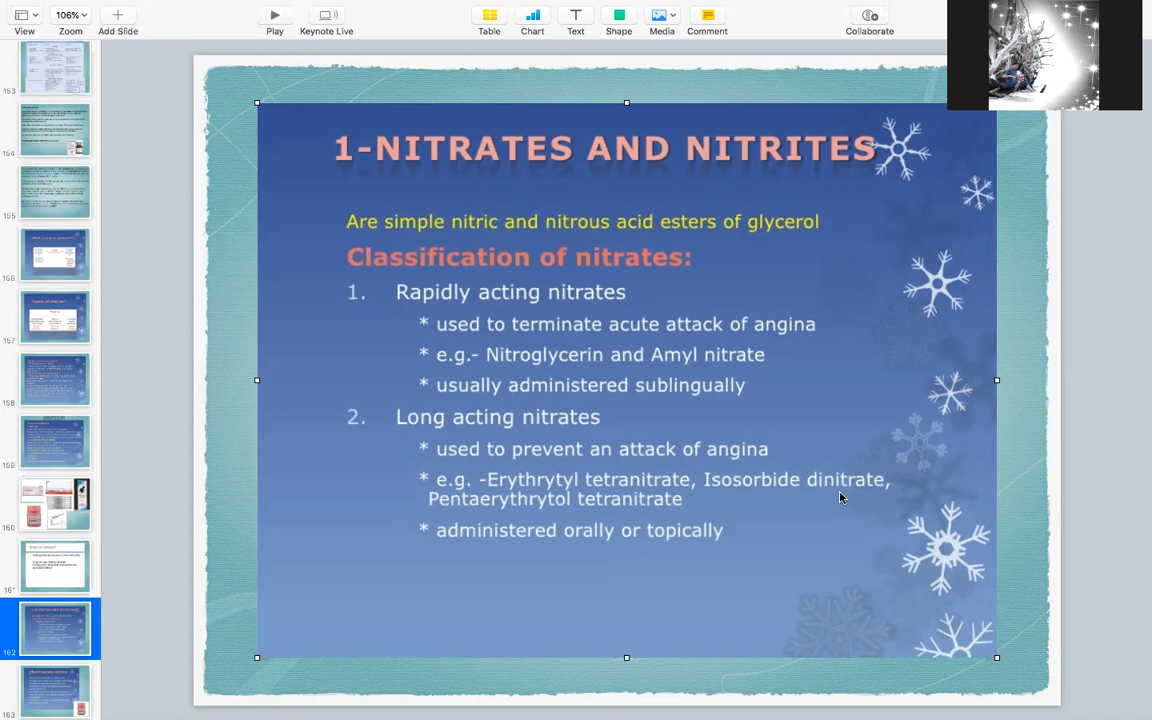 106%
View
Zoom
Add Slide
Play
Keynote Live
Table
Chart
Text
Shape
Media
Comment
Collaborate
153
154
155
156
157
158
159
160
161
162
163
1-NITRATES AND NITRITES
Are simple nitric and nitrous acid esters of glycerol
Classification of nitrates:
1. Rapidly acting nitrates
* used to terminate acute attack of angina
* e.g.- Nitroglycerin and Amyl nitrate
* usually administered sublingually
2. Long acting nitrates
* used to prevent an attack of angina
* e.g. -Erythrytyl tetranitrate, Isosorbide dinitrate,
Pentaerythrytol tetranitrate
* administered orally or topically